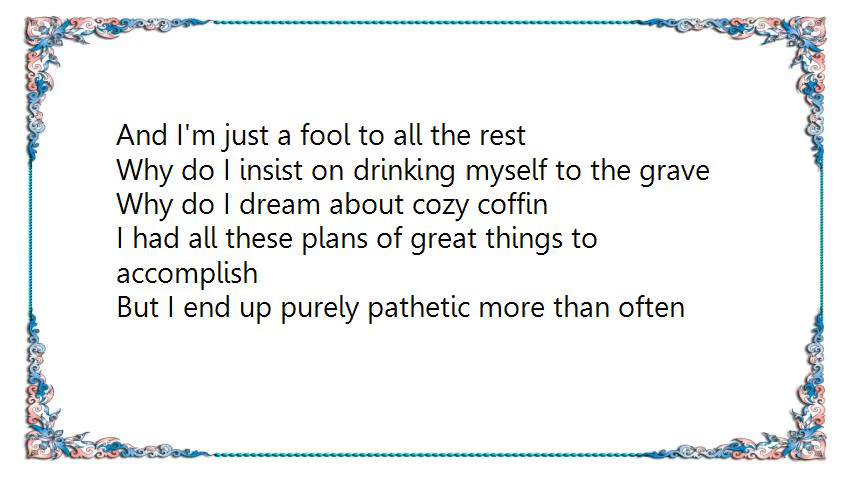 And I'm just a fool to all the rest
Why do I insist on drinking myself to the grave
Why do I dream about cozy coffin
I had all these plans of great things to
accomplish
But I end up purely pathetic more than often